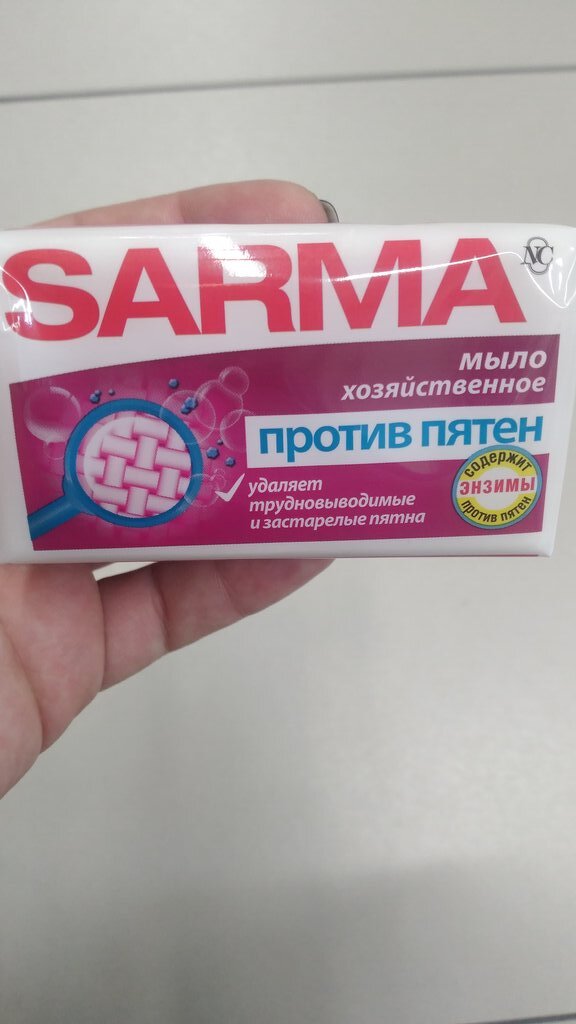 SARMA
NC
мыло
хозяйственное
против пятен
удаляет
трудновыводимые
и застарелые пятна
содержит
энзимы
против пятен